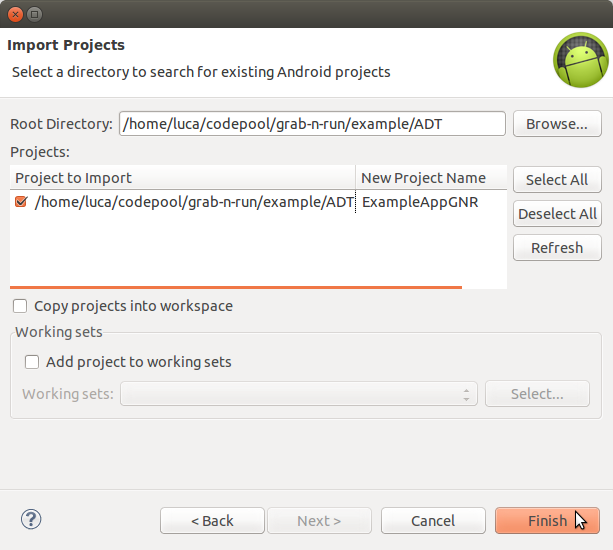 Import Projects
Select a directory to search for existing Android projects
Root Directory: /home/luca/codepool/grab-n-run/example/ADT Browse...
Projects:
Project to Import New Project Name Select All
/home/luca/codepool/grab-n-run/example/ADT ExampleAppGNR
Deselect All
Refresh
Copy projects into workspace
Working sets
Add project to working sets
Working sets: Select...
? < Back Next > Cancel Finish